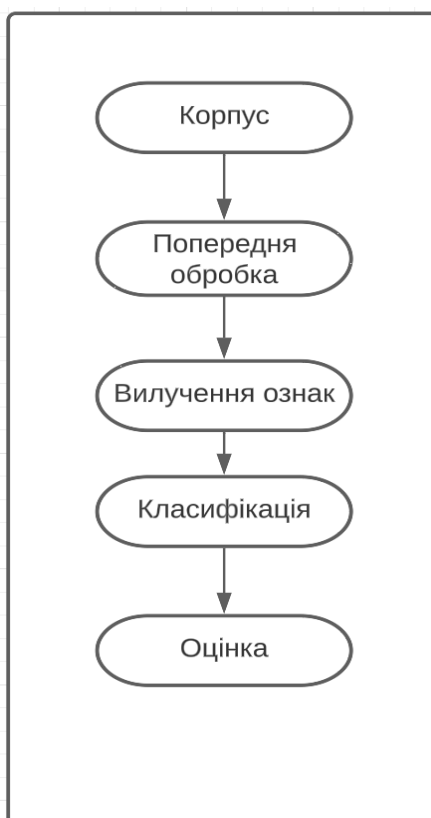 Корпус
Попередня
обробка
Вилучення ознак
Класифікація
Оцінка